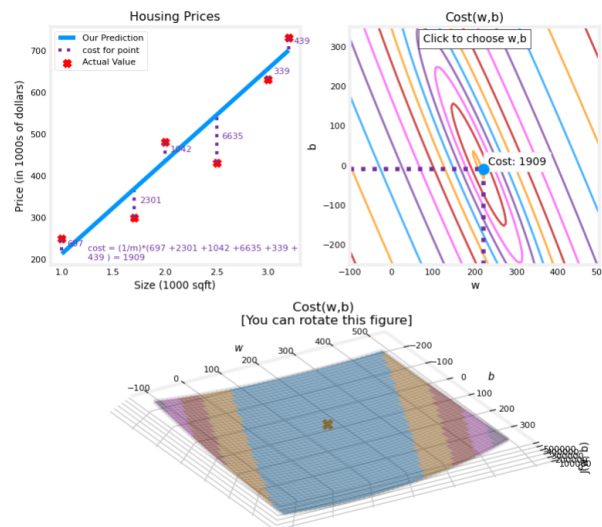 Housing Prices
Our Prediction
cost for point
Actual Value
700
600
500
400
300
200
Price (in 1000s of dollars)
439
339
1042
6635
2301
697
cost = (1/m)*(697 +2301 +1042 +6635 +339 +
439 ) = 1909
1.0 1.5 2.0 2.5 3.0
Size (1000 sqft)
Cost(w,b)
Click to choose w,b
300
200
100
0
−100
−200
b
Cost: 1909
−100 0 100 200 300 400 500
w
Cost(w,b)
[You can rotate this figure]
w
−100 0 100 200 300 400 500
b
−200
−100
0
100
200
300